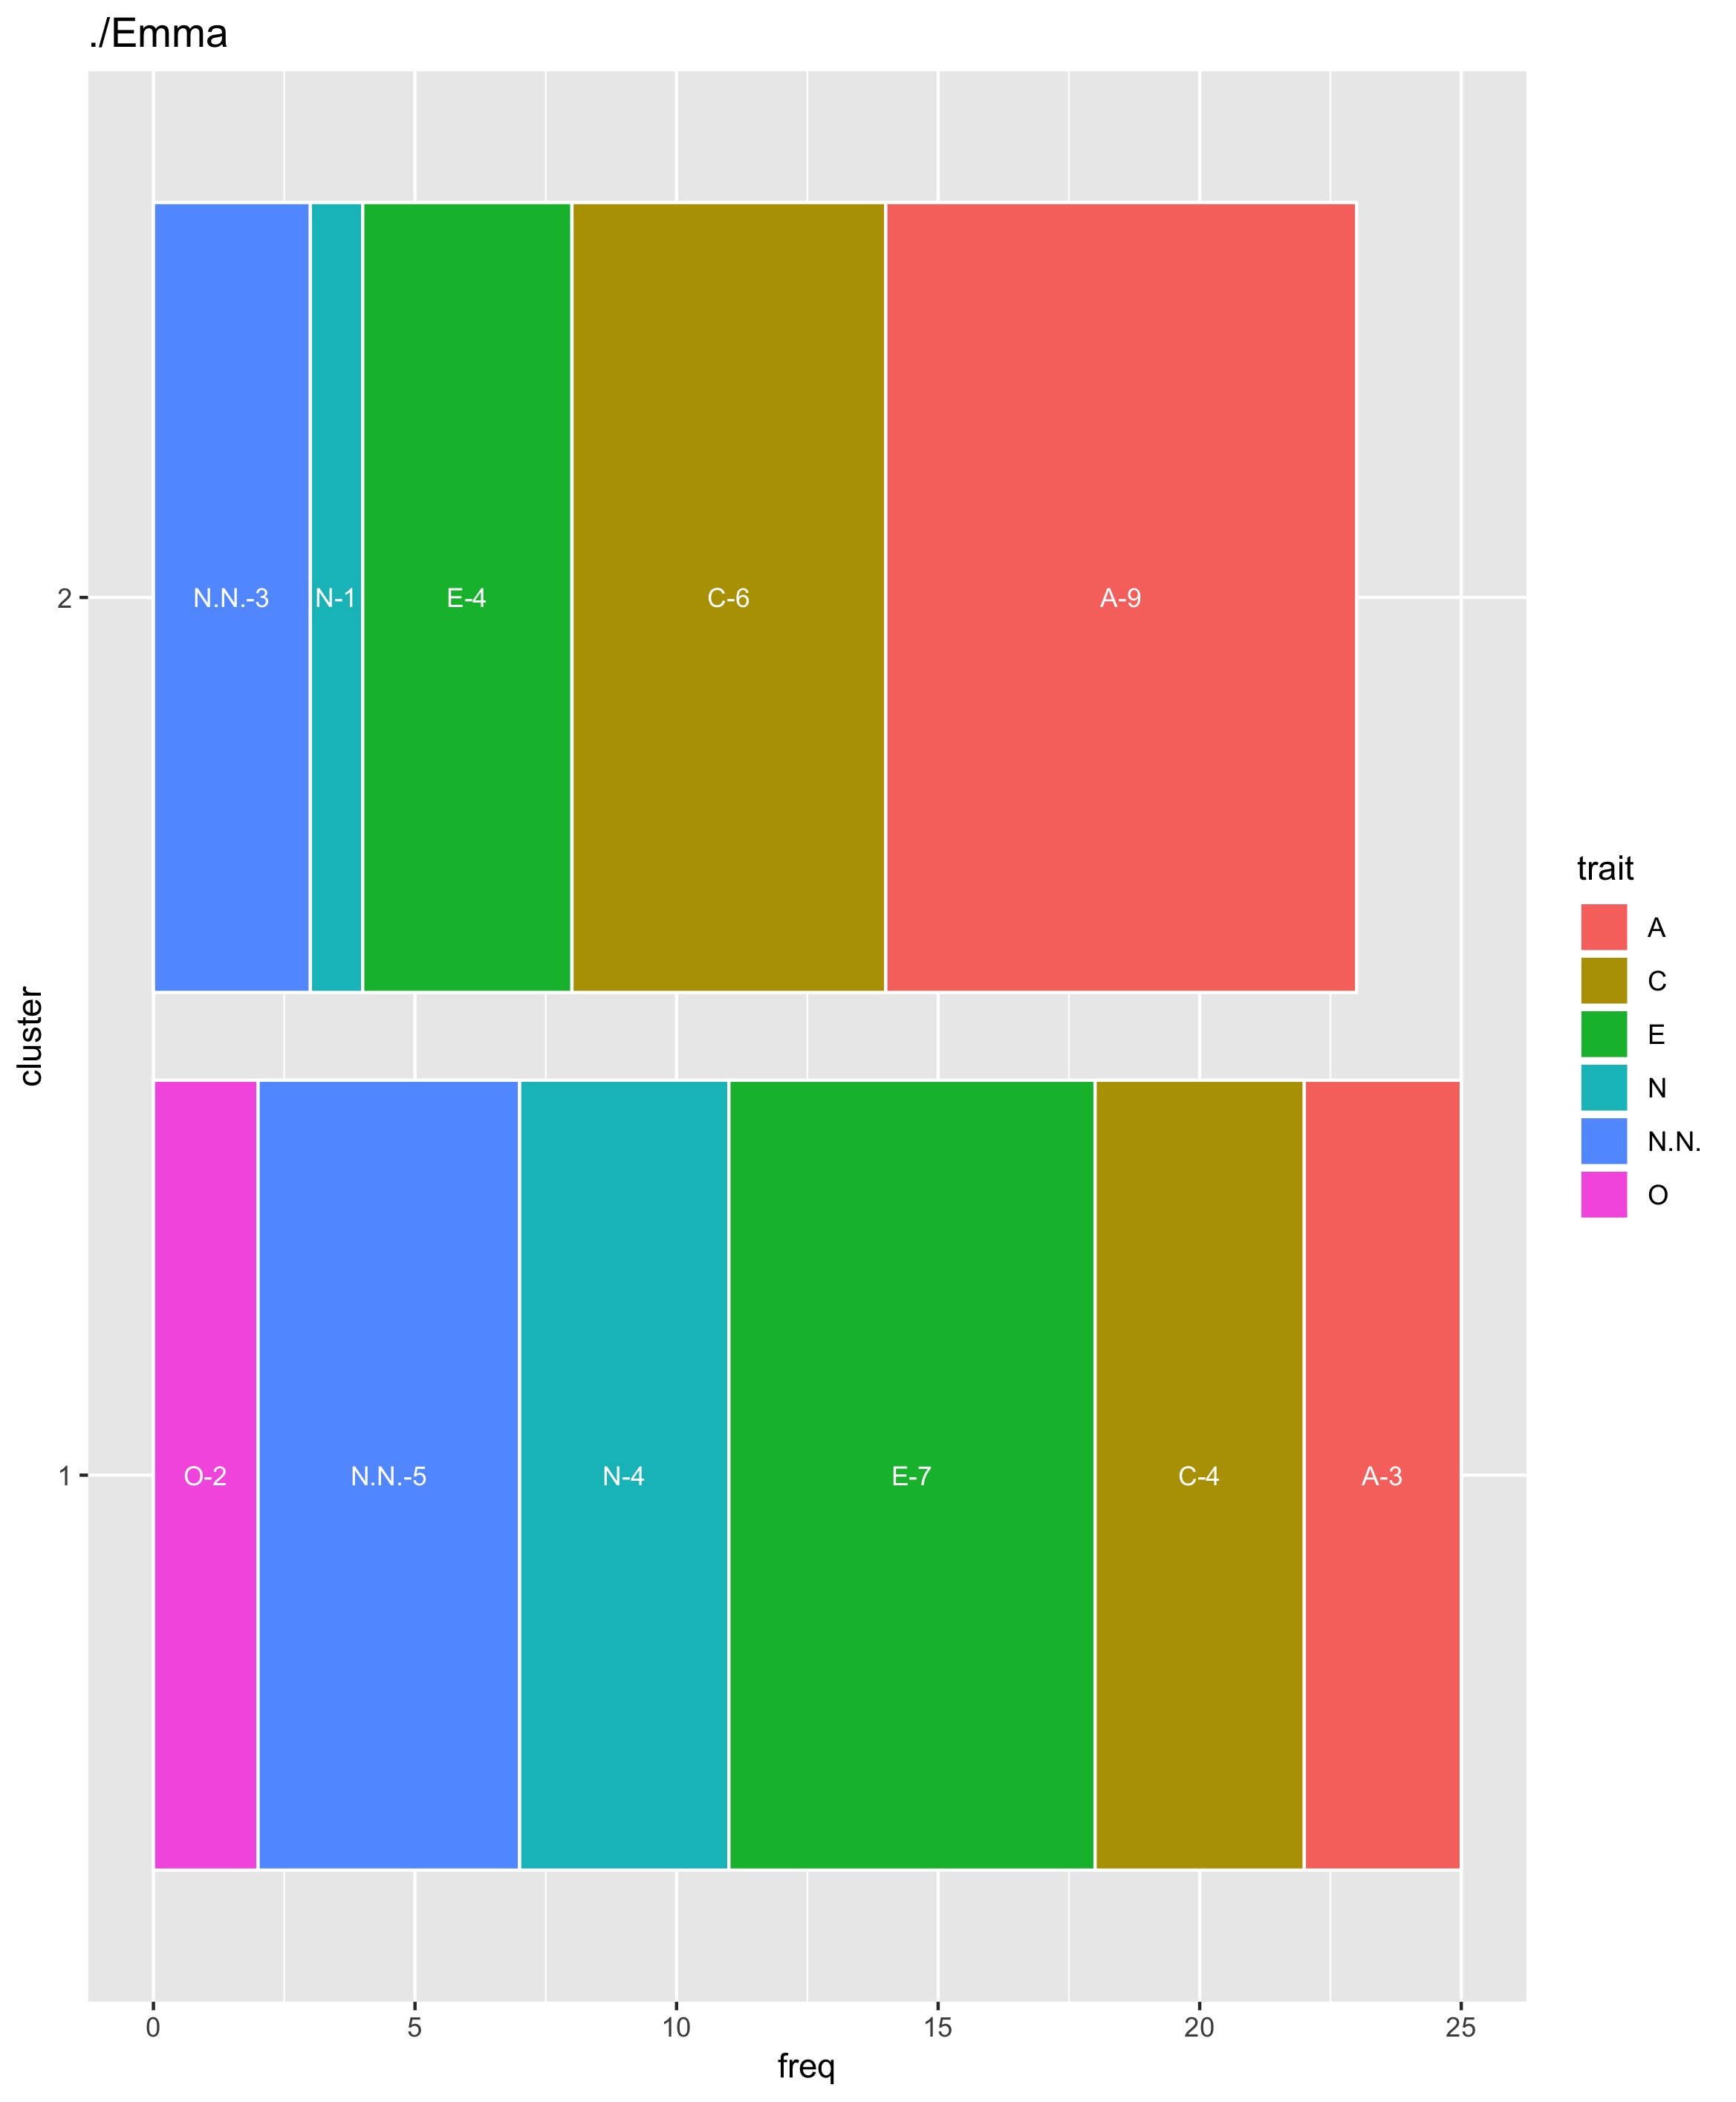 ./Emma
cluster
2
N.N.-3 N-1 E-4 C-6 A-9
1
O-2 N.N.-5 N-4 E-7 C-4 A-3
0 5 10 15 20 25
freq
trait
A
C
E
N
N.N.
O